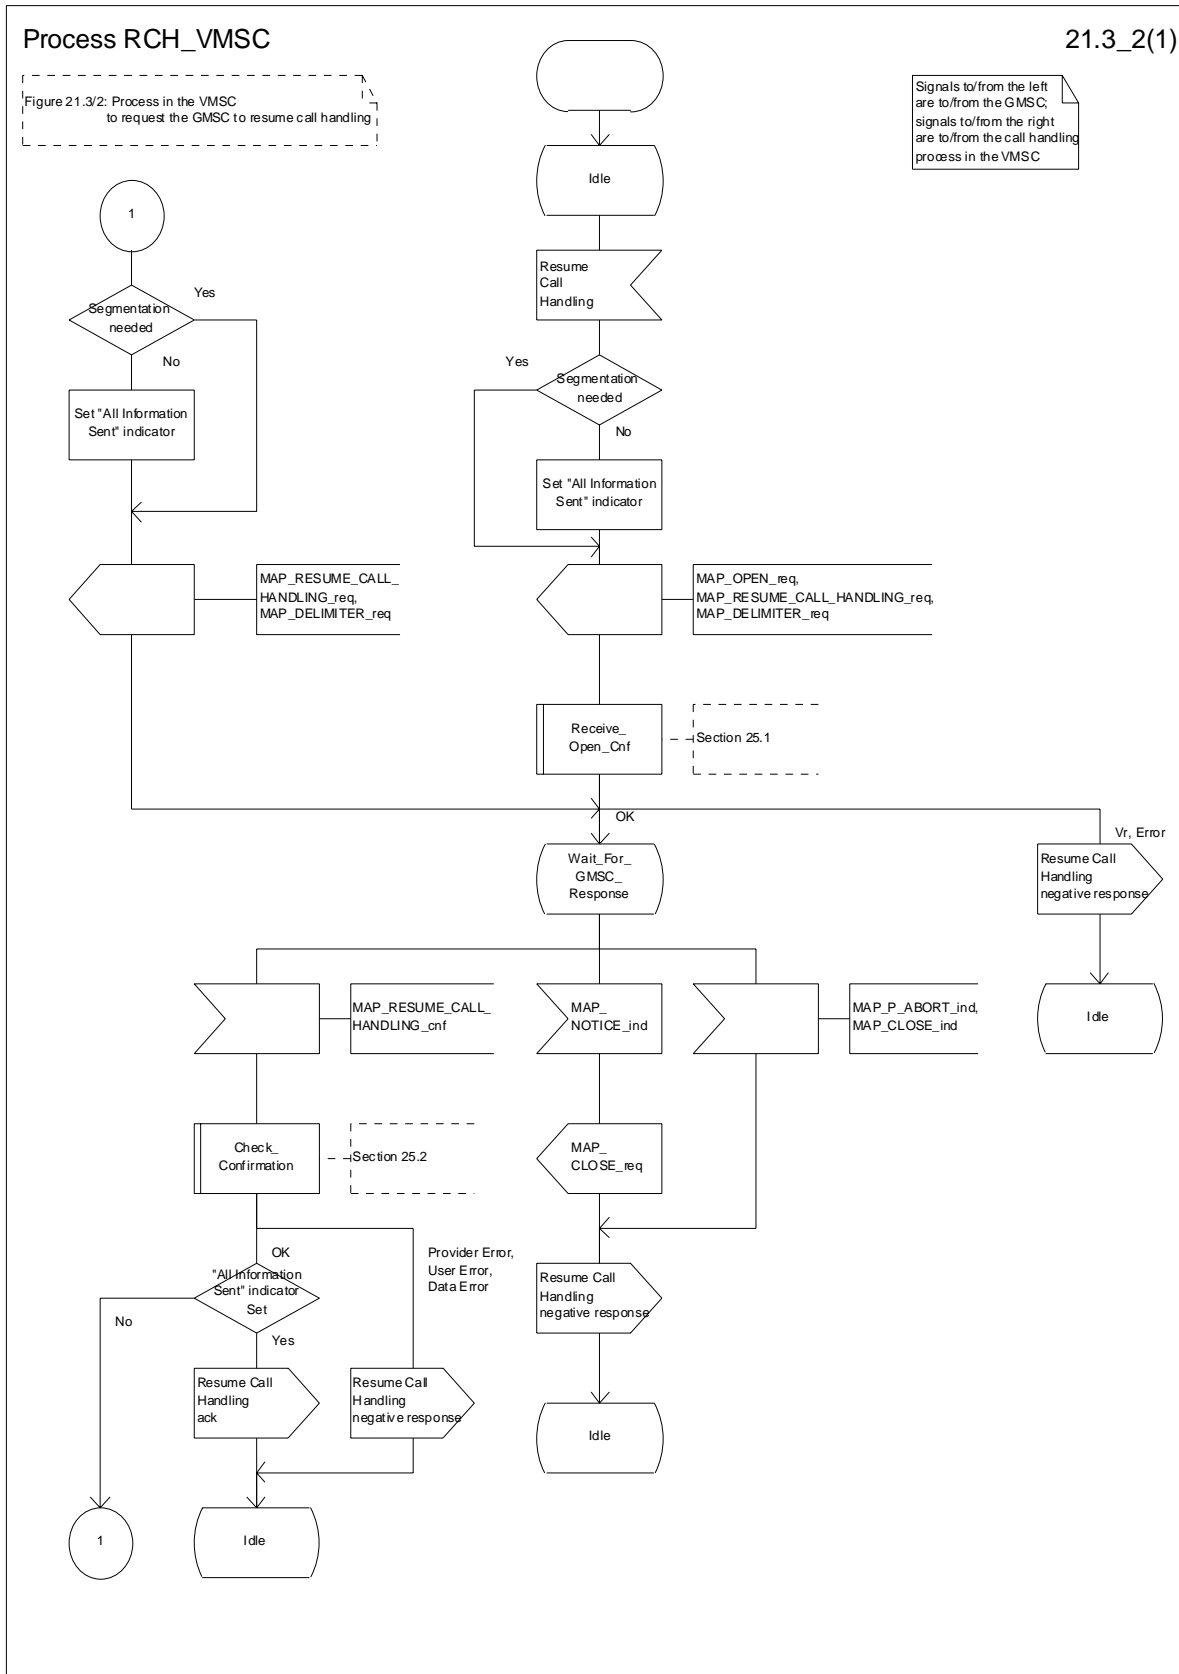 Process RCH_VMSC
21.3_2(1)
Figure 21.3/2: Process in the VMSC
to request the GMSC to resume call handling
Signals to/from the left
are to/from the GMSC;
signals to/from the right
are to/from the call handling
process in the VMSC
Idle
1
Resume
Call
Handling
Segmentation
needed
Yes
No
Set "All Information
Sent" indicator
Yes
Segmentation
needed
No
Set "All Information
Sent" indicator
MAP_RESUME_CALL_
HANDLING_req,
MAP_DELIMITER_req
MAP_OPEN_req,
MAP_RESUME_CALL_HANDLING_req,
MAP_DELIMITER_req
Receive_
Open_Cnf
Section 25.1
OK
Vr, Error
Wait_For_
GMSC_
Response
Resume Call
Handling
negative response
MAP_RESUME_CALL_
HANDLING_cnf
MAP_
NOTICE_ind
MAP_P_ABORT_ind,
MAP_CLOSE_ind
Idle
Check_
Confirmation
Section 25.2
MAP_
CLOSE_req
OK
Provider Error,
User Error,
Data Error
"All Information
Sent" indicator
Set
No
Yes
Resume Call
Handling
negative response
Resume Call
Handling
ack
Resume Call
Handling
negative response
Idle
1
Idle